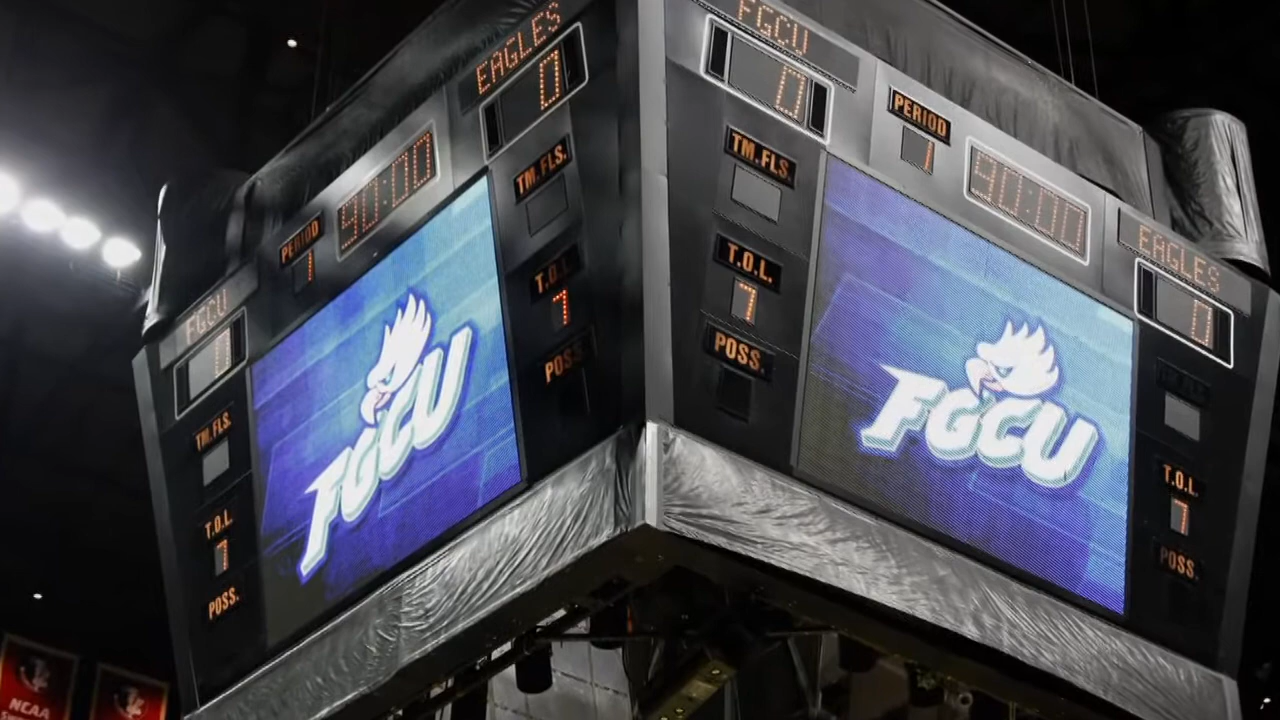 EAGLES
0
TM.FLS.
T.O.L
7
POSS.
90:00
PERIOD
1
FGCU
0
TM.FLS.
T.O.L.
7
POSS.
FGCU
FGCU
0
PERIOD
1
90:00
EAGLES
0
TM.FLS.
T.O.L.
7
POSS.
T.O.L.
7
POSS.
FGCU
NCAA